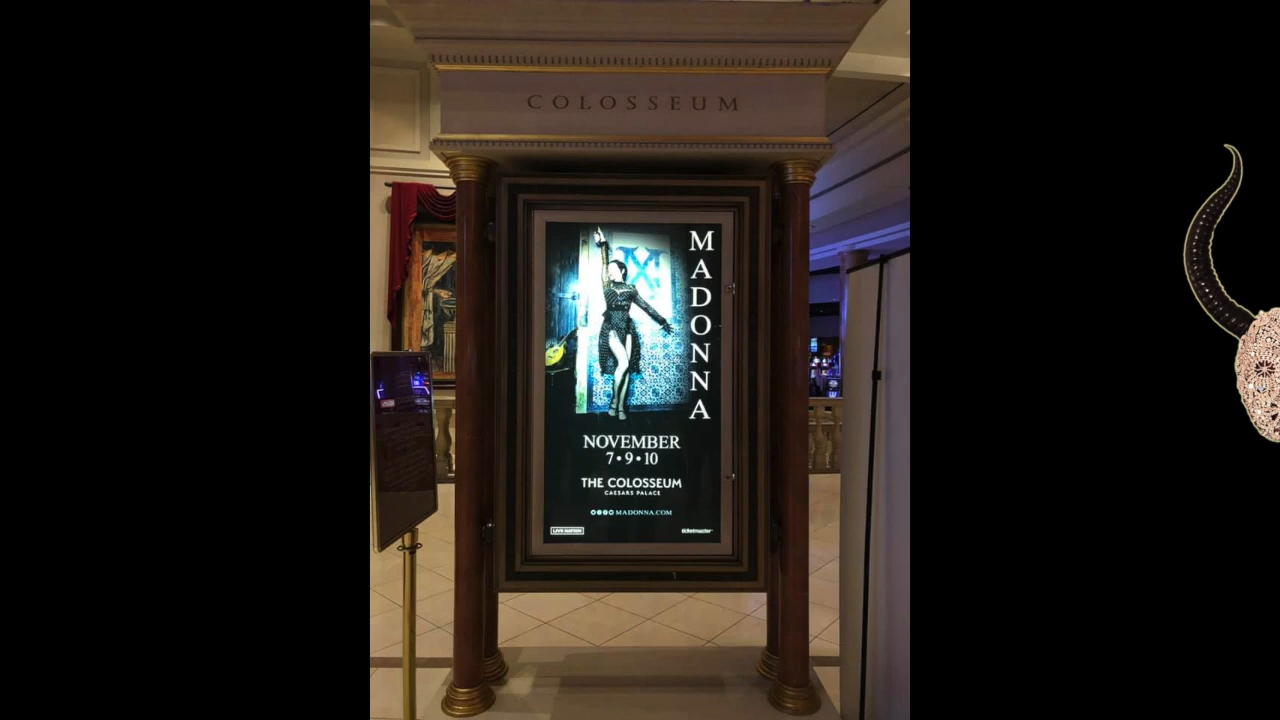 COLOSSEUM
MADONNA
NOVEMBER
7•9•10
THE COLOSSEUM
CAESARS PALACE
MADONNA.COM
LIVE NATION
ticketmaster